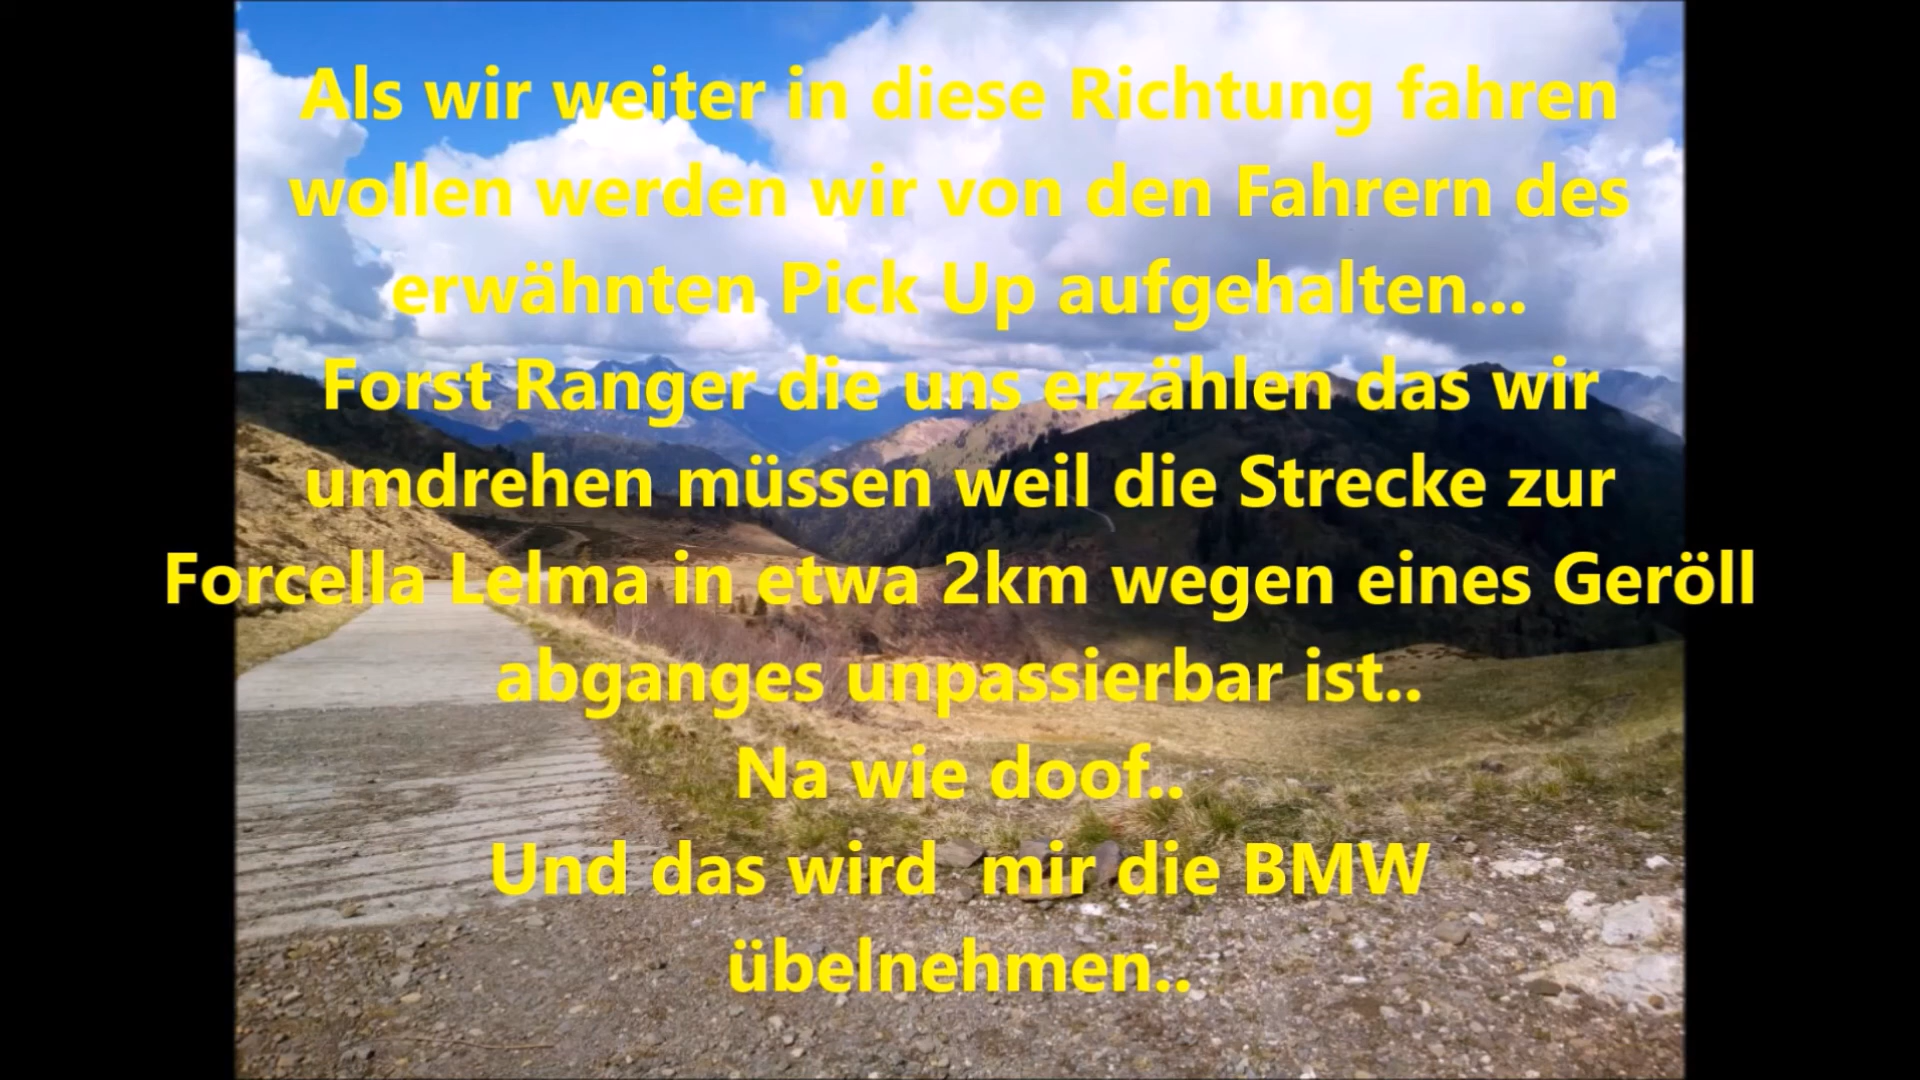 Als wir weiter in diese Richtung fahren
wollen werden wir von den Fahrern des
erwähnten Pick Up aufgehalten...
Forst Ranger die uns erzählen das wir
umdrehen müssen weil die Strecke zur
Forcella Lelma in etwa 2km wegen eines Geröll
abganges unpassierbar ist..
Na wie doof..
Und das wird  mir die BMW
übelnehmen..